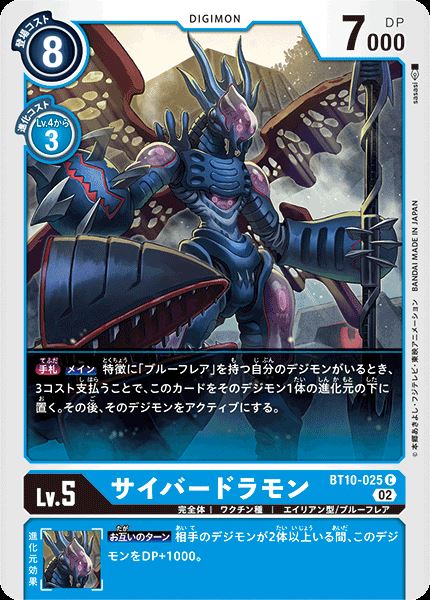 登場コスト
8
DIGIMON
7000
DP
進化コスト
Lv.4から
3
sasasi
BANDAI MADE IN JAPAN
©本郷あきよし・フジテレビ・東映アニメーション
手札 メイン 特徴に「ブルーフレア」を持つ自分のデジモンがいるとき、
3コスト支払うことで、このカードをそのデジモン1体の進化元の下に
置く。その後、そのデジモンをアクティブにする。
Lv.5
サイバードラモン
BT10-025 C
02
完全体 | ワクチン種 | エイリアン型/ブルーフレア
進化元効果
お互いのターン 相手のデジモンが2体以上いる間、このデジ
モンをDP+1000。